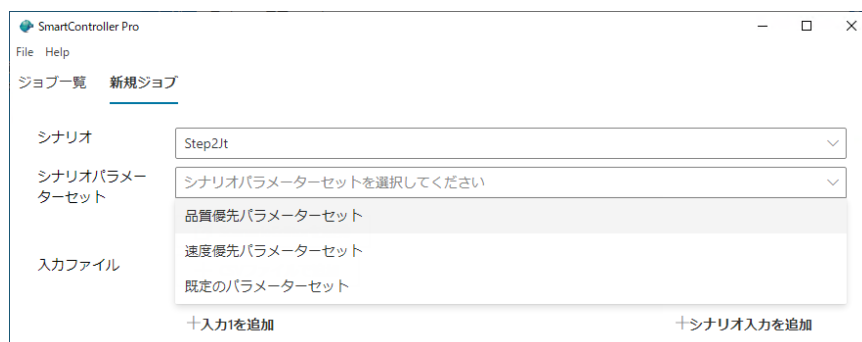 SmartController Pro
File Help
ジョブ一覧 新規ジョブ
シナリオ Step2Jt
シナリオパラメー
ターセット
シナリオパラメーターセットを選択してください
品質優先パラメーターセット
速度優先パラメーターセット
既定のパラメーターセット
入力ファイル
+入力1を追加 +シナリオ入力を追加